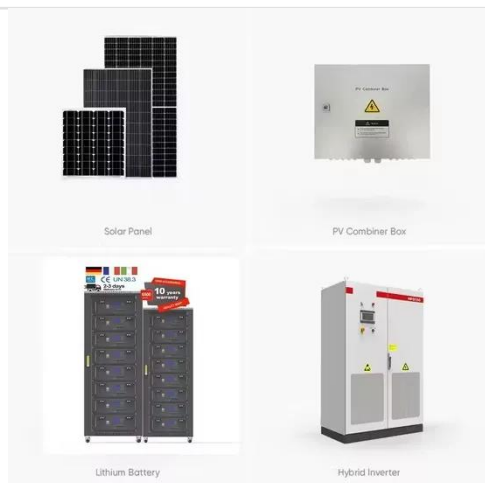 Solar Panel
PV Combiner Box
PV Combiner Box
CE UN38.3
2-3 days
10 years
warranty
Lithium Battery
Hybrid Inverter